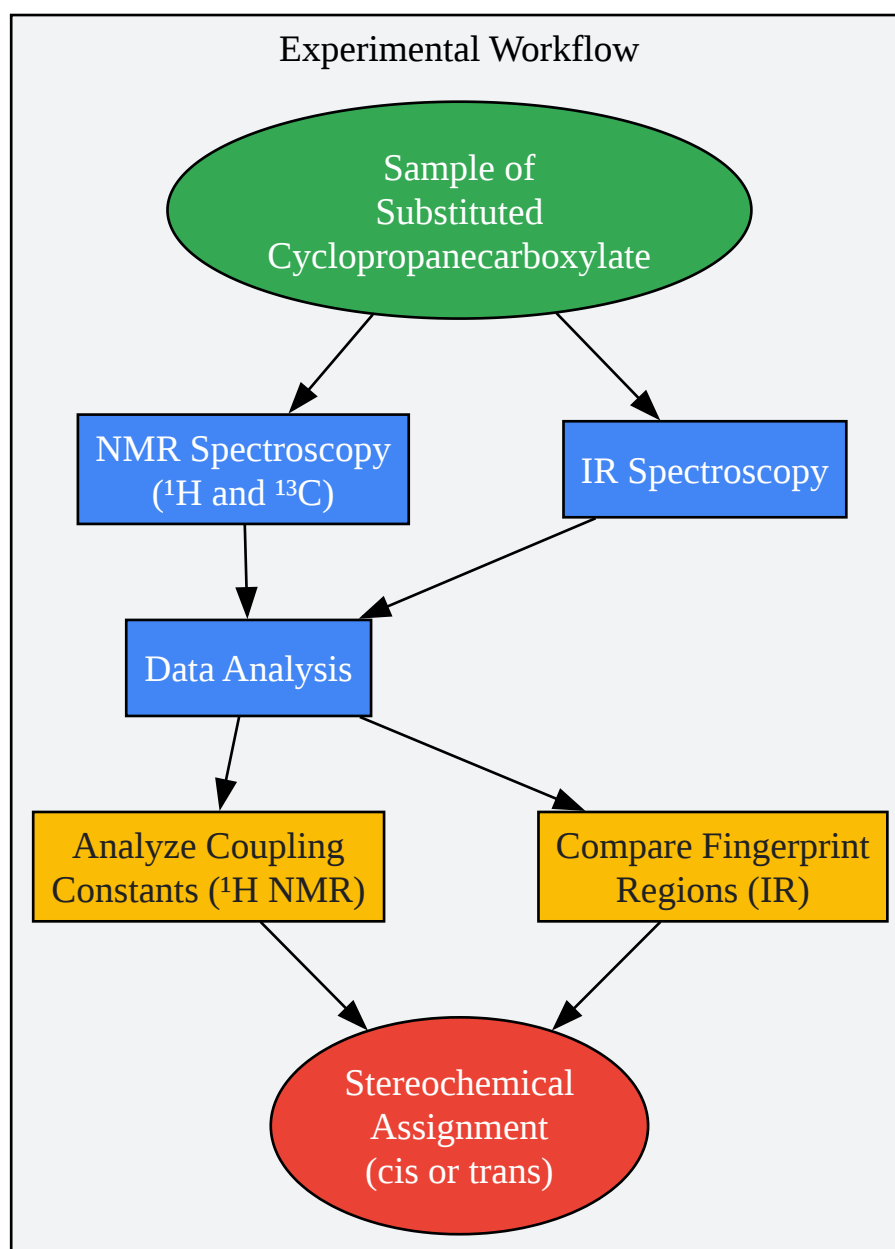 Experimental Workflow
Sample of
Substituted
Cyclopropanecarboxylate
NMR Spectroscopy
(¹H and ¹³C)
IR Spectroscopy
Data Analysis
Analyze Coupling
Constants (¹H NMR)
Compare Fingerprint
Regions (IR)
Stereochemical
Assignment
(cis or trans)